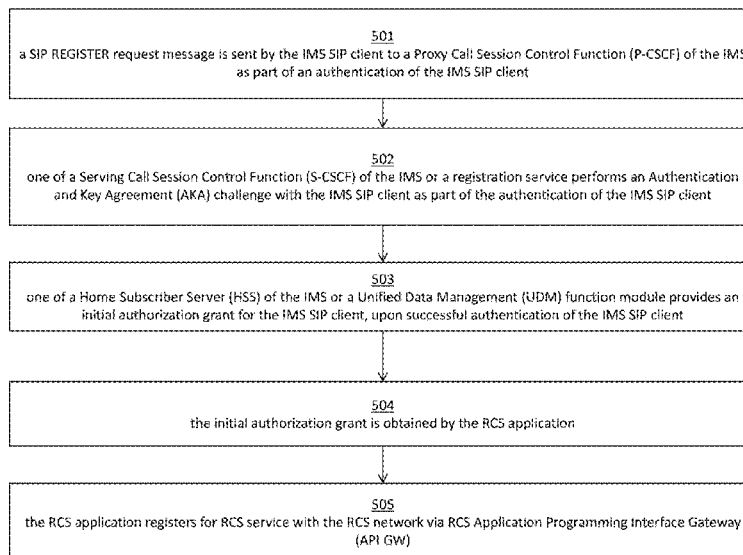 501
a SIP REGISTER request message is sent by the IMS SIP client to a Proxy Call Session Control Function (P-CSCF) of the IMS
as part of an authentication of the IMS SIP client
502
one of a Serving Call Session Control Function (S-CSCF) of the IMS or a registration service performs an Authentication
and Key Agreement (AKA) challenge with the IMS SIP client as part of the authentication of the IMS SIP client
503
one of a Home Subscriber Server (HSS) of the IMS or a Unified Data Management (UDM) function module provides an
initial authorization grant for the IMS SIP client, upon successful authentication of the IMS SIP client
504
the initial authorization grant is obtained by the RCS application
505
the RCS application registers for RCS service with the RCS network via RCS Application Programming Interface Gateway
(API GW)